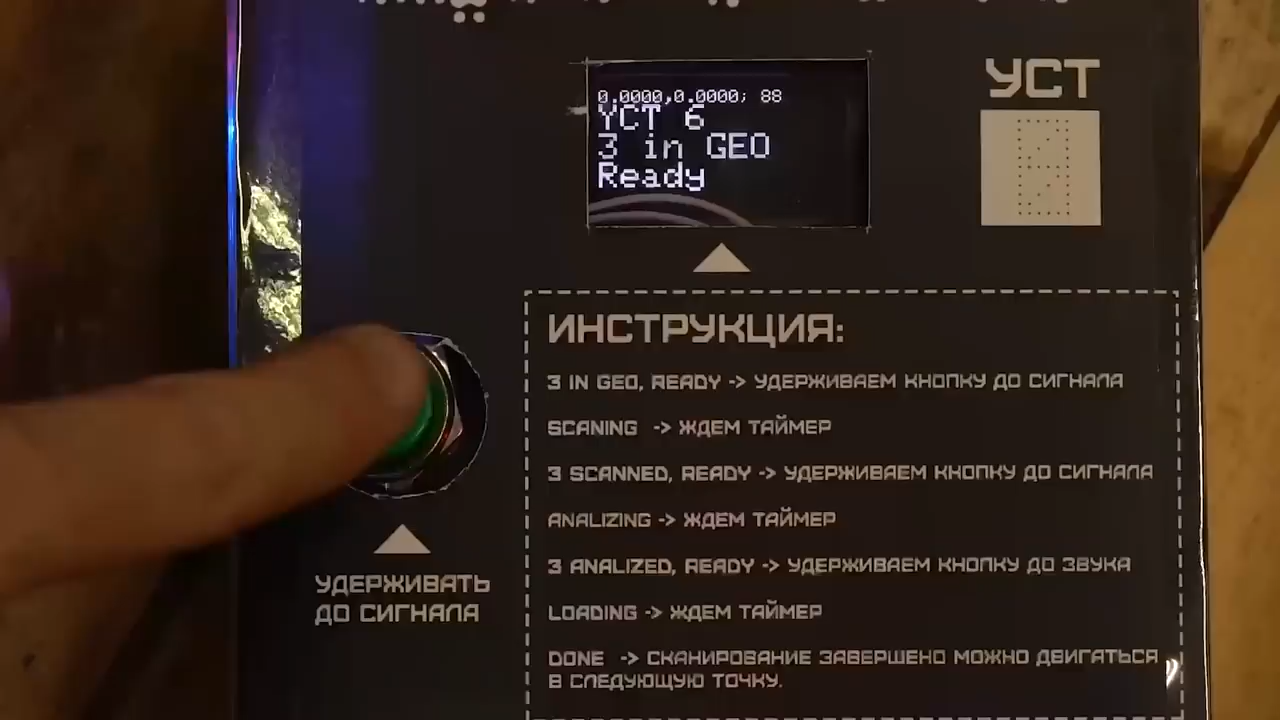 0.0000,0.0000; 88
УСТ 6
3 in GEO
Ready
УСТ
ИНСТРУКЦИЯ:
3 IN GEO, READY -> УДЕРЖИВАЕМ КНОПКУ ДО СИГНАЛА
SCANING -> ЖДЕМ ТАЙМЕР
3 SCANNED, READY -> УДЕРЖИВАЕМ КНОПКУ ДО СИГНАЛА
ANALIZING -> ЖДЕМ ТАЙМЕР
3 ANALIZED, READY -> УДЕРЖИВАЕМ КНОПКУ ДО ЗВУКА
LOADING -> ЖДЕМ ТАЙМЕР
DONE -> СКАНИРОВАНИЕ ЗАВЕРШЕНО МОЖНО ДВИГАТЬСЯ
В СЛЕДУЮЩУЮ ТОЧКУ.
УДЕРЖИВАТЬ
ДО СИГНАЛА